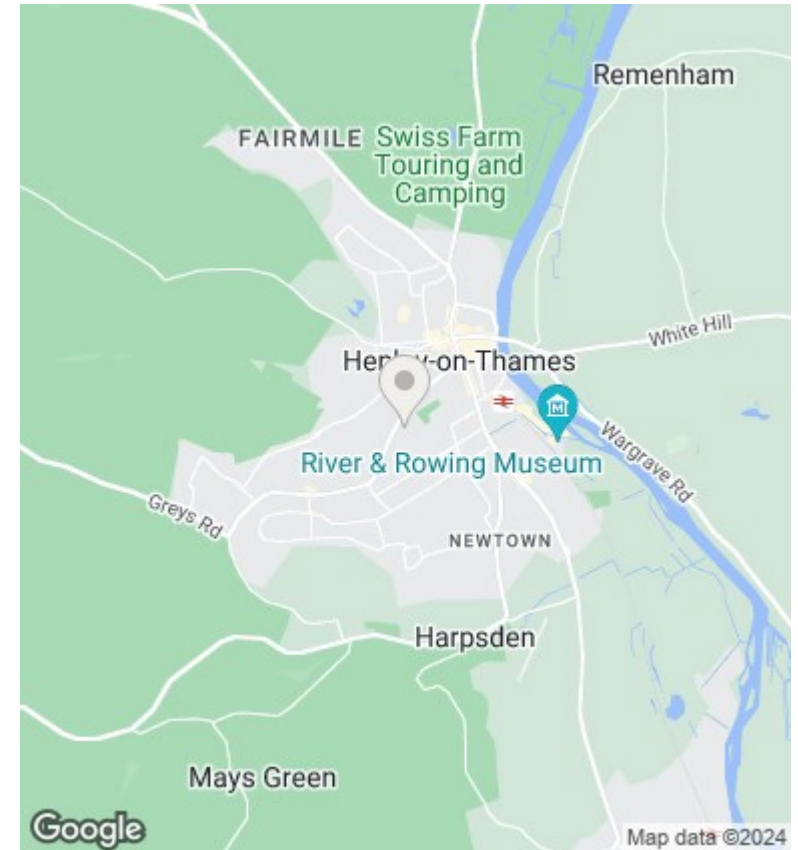 Remenham
FAIRMILE
Swiss Farm
Touring and
Camping
White Hill
Henley-on-Thames
M
River & Rowing Museum
Wargrave Rd
Greys Rd
NEWTOWN
Harpsden
Mays Green
Google
Map data ©2024